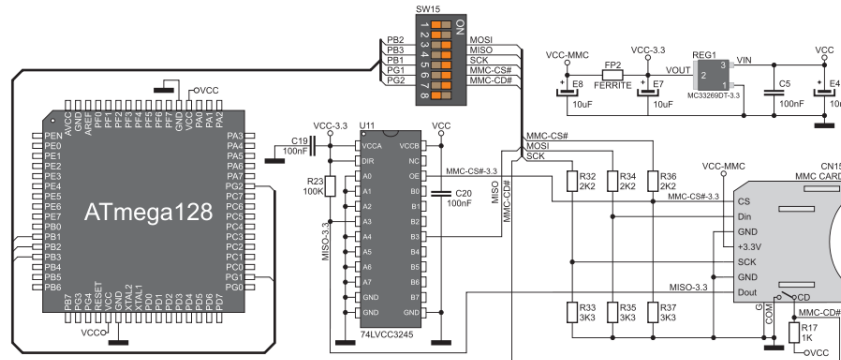 SW15
ON
1
2
3
4
5
6
7
8
PB2
PB3
PB1
PG1
PG2
MOSI
MISO
SCK
MMC-CS#
MMC-CD#
VCC-MMC
VCC-3.3
REG1
VCC
FP2
FERRITE
VOUT
VIN
2
3
1
MC33269DT-3.3
E8
10uF
E7
10uF
C5
100nF
E4
10uF
AVCC
GND
AREF
PF0
PF1
PF2
PF3
PF4
PF5
PF6
PF7
GND
VCC
PA0
PA1
PA2
VCC
PEN
PE0
PE1
PE2
PE3
PE4
PE5
PE6
PE7
PB0
PB1
PB2
PB3
PB4
PB5
PB6
ATmega128
PA3
PA4
PA5
PA6
PA7
PG2
PC7
PC6
PC5
PC4
PC3
PC2
PC1
PC0
PG1
PG0
PB7
PG3
PG4
RESET
VCC
GND
XTAL2
XTAL1
PD0
PD1
PD2
PD3
PD4
PD5
PD6
PD7
VCC
C19
100nF
VCC-3.3
R23
100K
MISO-3.3
U11
VCCA
DIR
A0
A1
A2
A3
A4
A5
A6
A7
GND
GND
VCCB
NC
OE
B0
B1
B2
B3
B4
B5
B6
B7
GND
74LVCC3245
VCC
C20
100nF
MMC-CS#-3.3
MISO
MMC-CD#
MMC-CS#
MOSI
SCK
R32
2K2
R34
2K2
R36
2K2
R33
3K3
R35
3K3
R37
3K3
MMC-CS#-3.3
MISO-3.3
VCC-MMC
CN15
MMC CARD
CS
Din
GND
+3.3V
SCK
GND
Dout
G
COM
CD
MMC-CD#
R17
1K
VCC